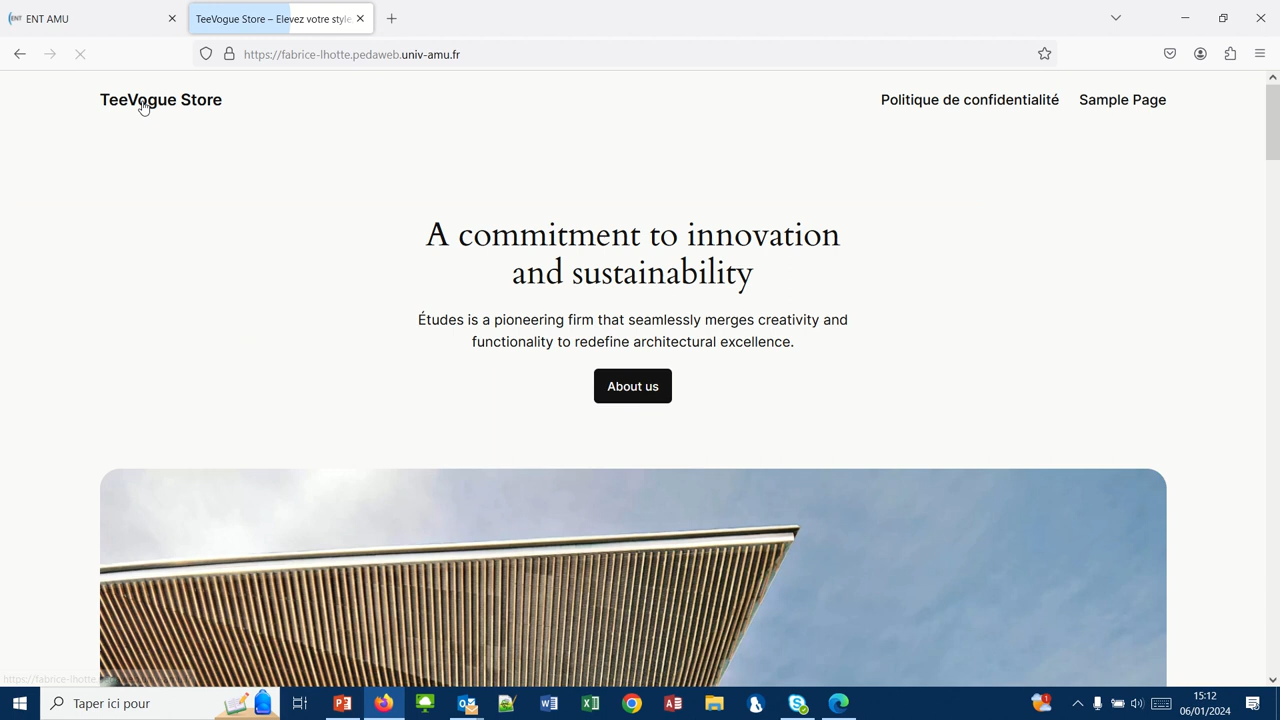 ENT ENT AMU
TeeVogue Store – Elevez votre style
https://fabrice-lhotte.pedaweb.univ-amu.fr
TeeVogue Store
Politique de confidentialité
Sample Page
A commitment to innovation
and sustainability
Études is a pioneering firm that seamlessly merges creativity and
functionality to redefine architectural excellence.
About us
https://fabrice-lhotte.
Taper ici pour
15:12
06/01/2024